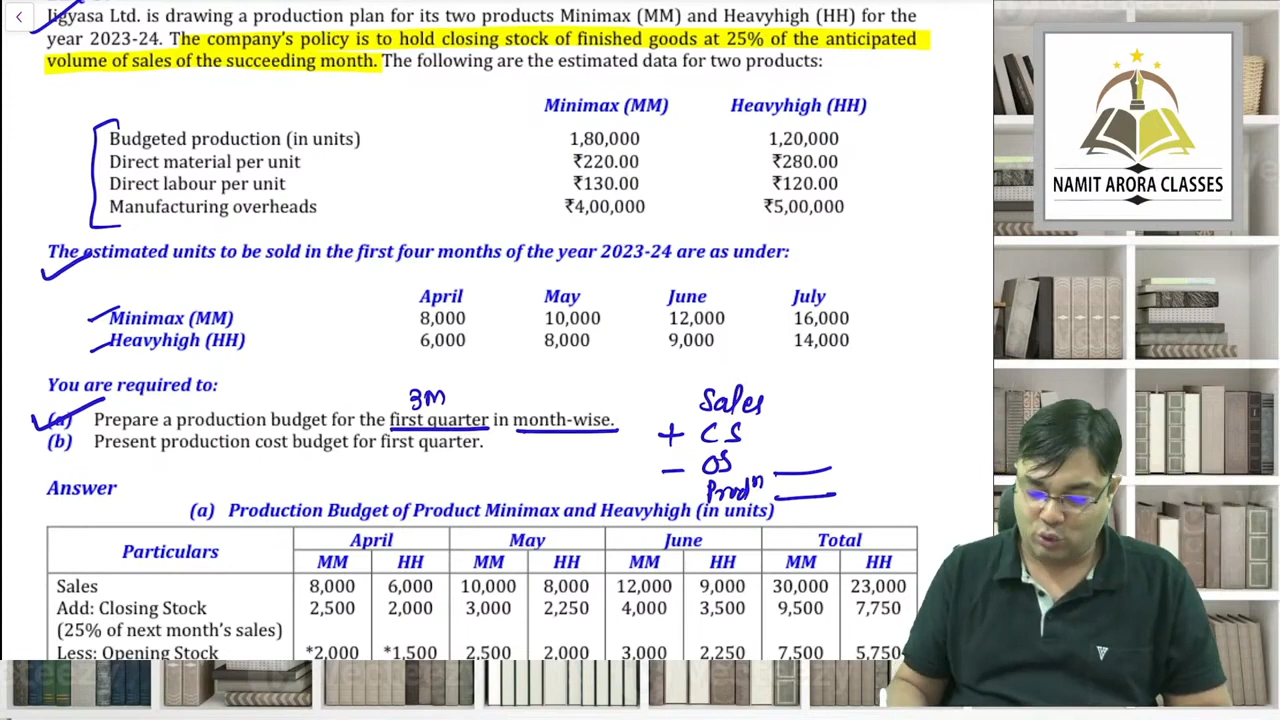 Jigyasa Ltd. is drawing a production plan for its two products Minimax (MM) and Heavyhigh (HH) for the
year 2023-24. The company's policy is to hold closing stock of finished goods at 25% of the anticipated
volume of sales of the succeeding month. The following are the estimated data for two products:
Minimax (MM) Heavyhigh (HH)
Budgeted production (in units) 1,80,000 1,20,000
Direct material per unit ₹220.00 ₹280.00
Direct labour per unit ₹130.00 ₹120.00
Manufacturing overheads ₹4,00,000 ₹5,00,000
The estimated units to be sold in the first four months of the year 2023-24 are as under:
April May June July
Minimax (MM) 8,000 10,000 12,000 16,000
Heavyhigh (HH) 6,000 8,000 9,000 14,000
You are required to:
3M
(a) Prepare a production budget for the first quarter in month-wise.
(b) Present production cost budget for first quarter.
Sales
+ CS
- OS
Prodn
Answer
(a) Production Budget of Product Minimax and Heavyhigh (in units)
Particulars April May June Total
MM HH MM HH MM HH MM HH
Sales 8,000 6,000 10,000 8,000 12,000 9,000 30,000 23,000
Add: Closing Stock 2,500 2,000 3,000 2,250 4,000 3,500 9,500 7,750
(25% of next month's sales)
Less: Opening Stock *2,000 *1,500 2,500 2,000 3,000 2,250 7,500 5,750
NAMIT ARORA CLASSES